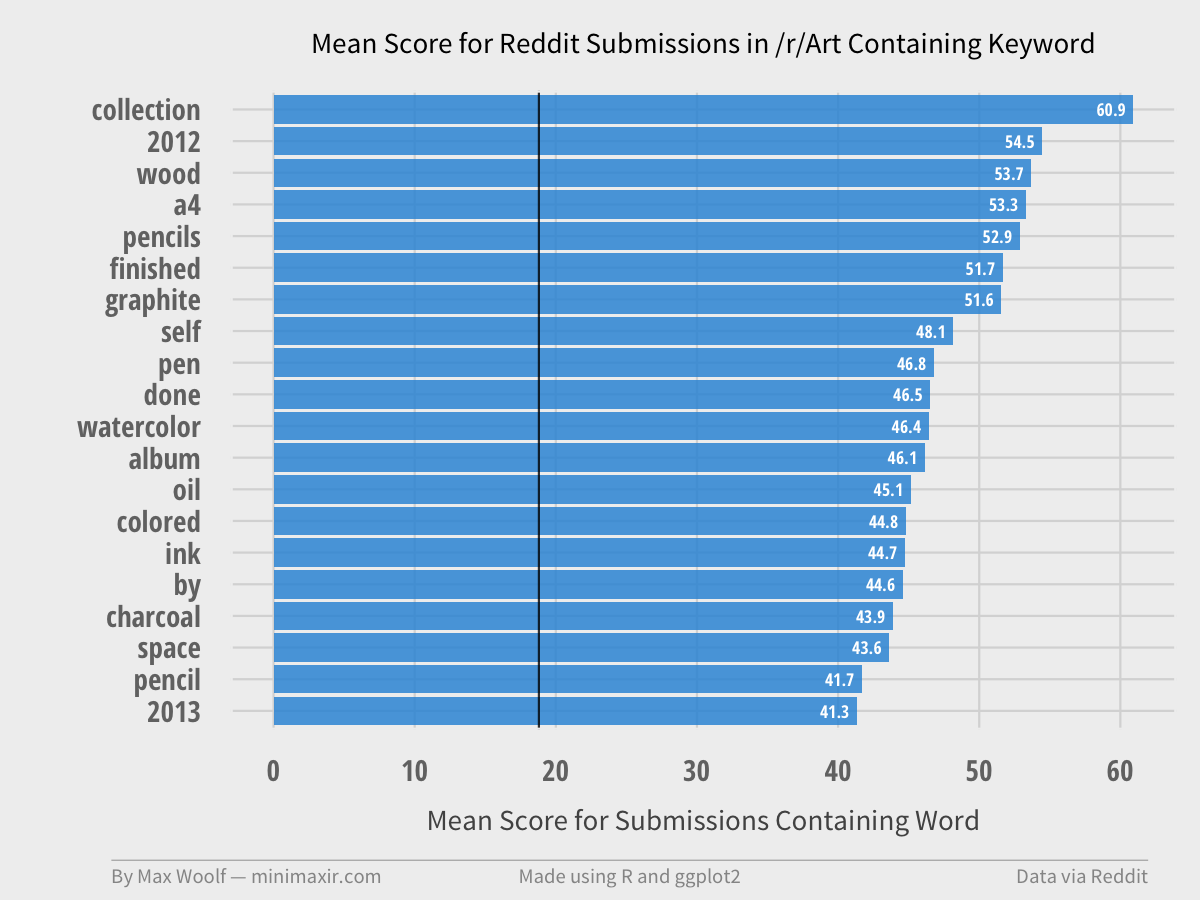 Mean Score for Reddit Submissions in /r/Art Containing Keyword
collection 60.9
2012 54.5
wood 53.7
a4 53.3
pencils 52.9
finished 51.7
graphite 51.6
self 48.1
pen 46.8
done 46.5
watercolor 46.4
album 46.1
oil 45.1
colored 44.8
ink 44.7
by 44.6
charcoal 43.9
space 43.6
pencil 41.7
2013 41.3
0 10 20 30 40 50 60
Mean Score for Submissions Containing Word
By Max Woolf — minimaxir.com Made using R and ggplot2 Data via Reddit